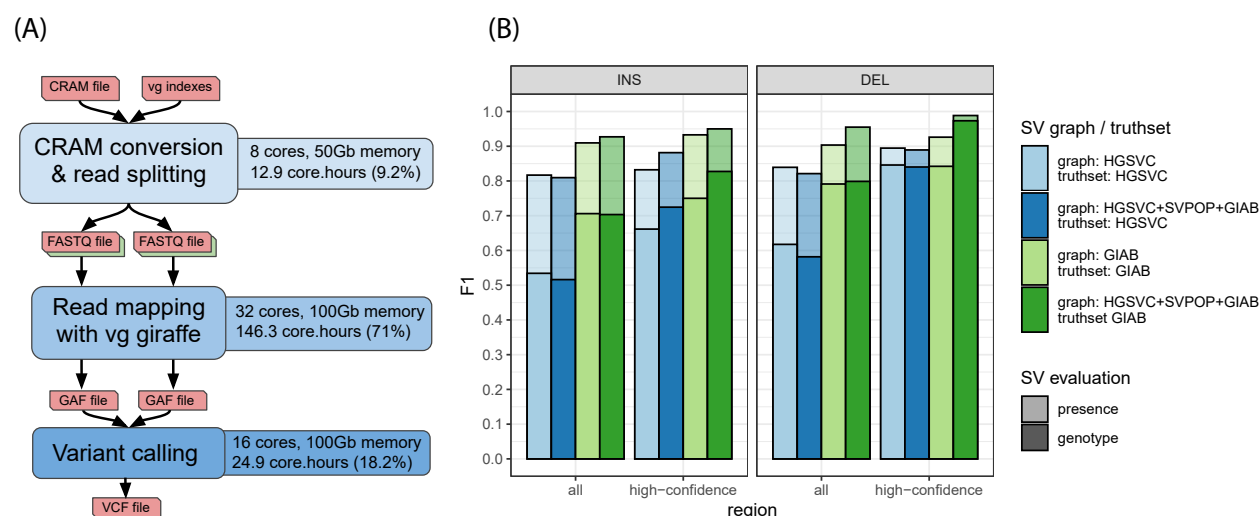 (A)
CRAM file
vg indexes
CRAM conversion
& read splitting
8 cores, 50Gb memory
12.9 core.hours (9.2%)
FASTQ file
FASTQ file
Read mapping
with vg giraffe
32 cores, 100Gb memory
146.3 core.hours (71%)
GAF file
GAF file
Variant calling
16 cores, 100Gb memory
24.9 core.hours (18.2%)
VCF file
(B)
INS
DEL
F1
1.0
0.9
0.8
0.7
0.6
0.5
0.4
0.3
0.2
0.1
0.0
all
high−confidence
all
high−confidence
region
SV graph / truthset
graph: HGSVC
truthset: HGSVC
graph: HGSVC+SVPOP+GIAB
truthset: HGSVC
graph: GIAB
truthset: GIAB
graph: HGSVC+SVPOP+GIAB
truthset GIAB
SV evaluation
presence
genotype